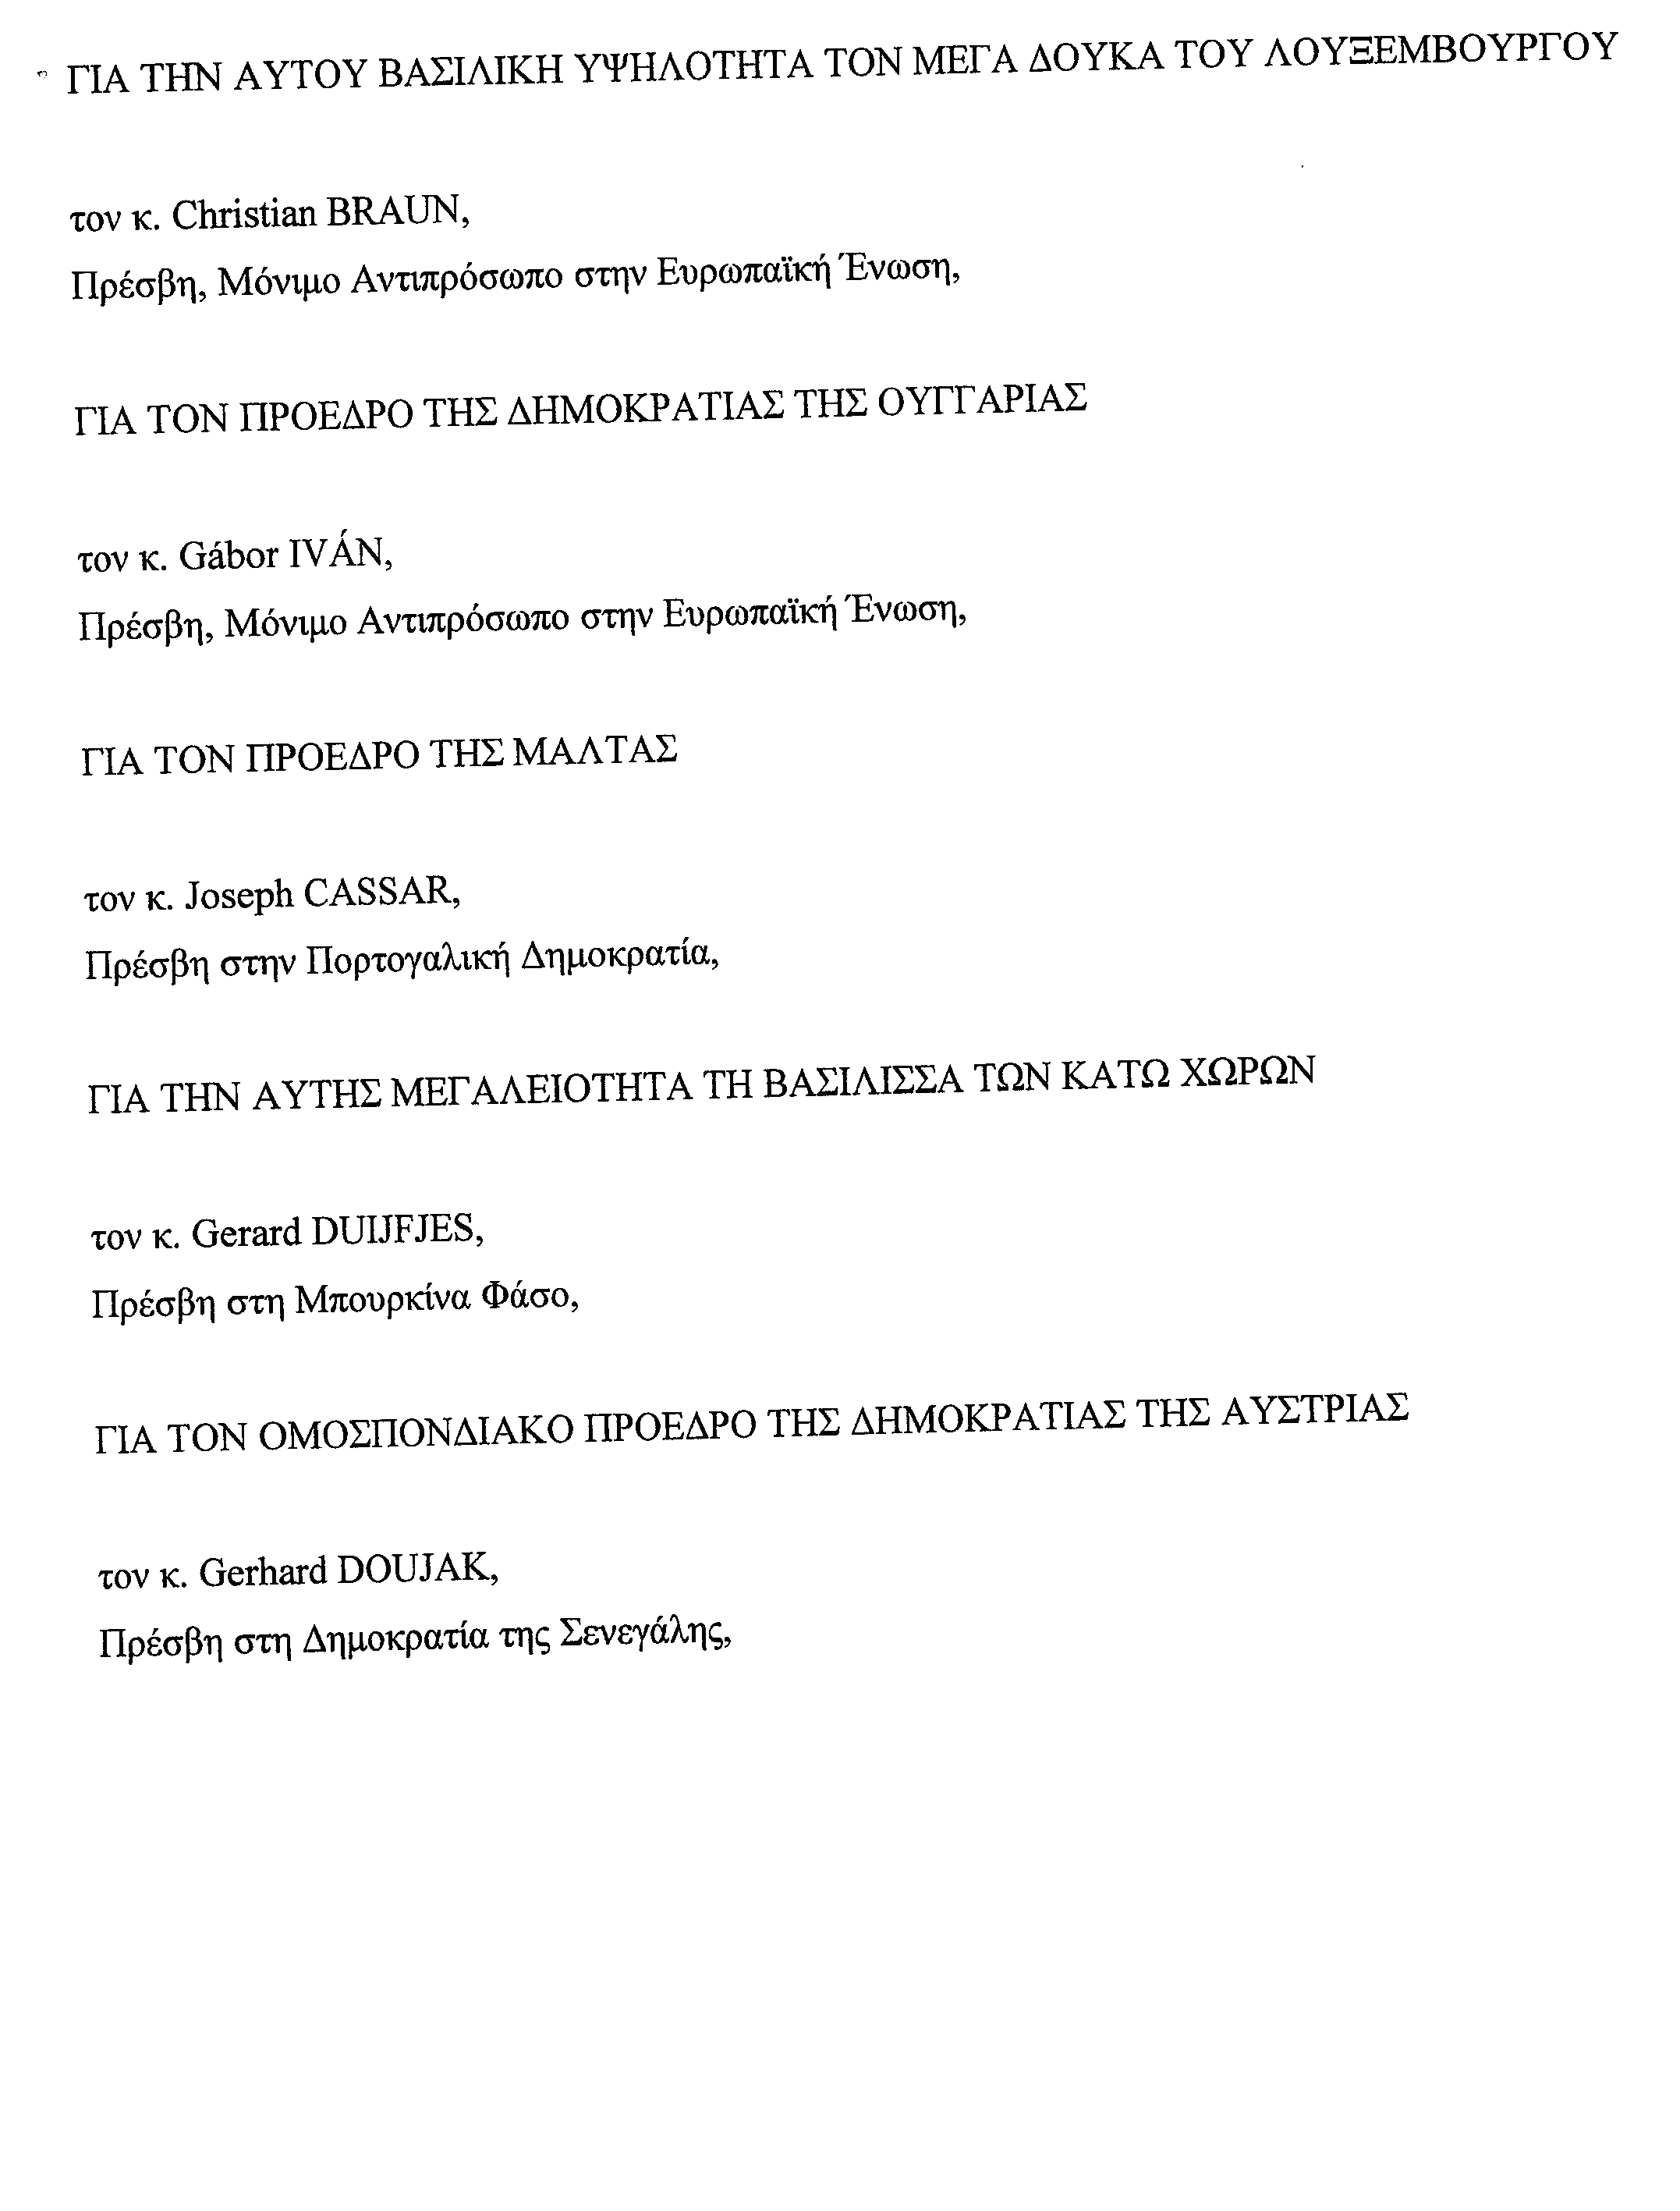 ΓΙΑ ΤΗΝ ΑΥΤΟΥ ΒΑΣΙΛΙΚΗ ΥΨΗΛΟΤΗΤΑ ΤΟΝ ΜΕΓΑ ΔΟΥΚΑ ΤΟΥ ΛΟΥΞΕΜΒΟΥΡΓΟΥ
τον κ. Christian BRAUN,
Πρέσβη, Μόνιμο Αντιπρόσωπο στην Ευρωπαϊκή Ένωση,
ΓΙΑ ΤΟΝ ΠΡΟΕΔΡΟ ΤΗΣ ΔΗΜΟΚΡΑΤΙΑΣ ΤΗΣ ΟΥΓΓΑΡΙΑΣ
τον κ. Gábor IVÁN,
Πρέσβη, Μόνιμο Αντιπρόσωπο στην Ευρωπαϊκή Ένωση,
ΓΙΑ ΤΟΝ ΠΡΟΕΔΡΟ ΤΗΣ ΜΑΛΤΑΣ
τον κ. Joseph CASSAR,
Πρέσβη στην Πορτογαλική Δημοκρατία,
ΓΙΑ ΤΗΝ ΑΥΤΗΣ ΜΕΓΑΛΕΙΟΤΗΤΑ ΤΗ ΒΑΣΙΛΙΣΣΑ ΤΩΝ ΚΑΤΩ ΧΩΡΩΝ
τον κ. Gerard DUIJFJES,
Πρέσβη στη Μπουρκίνα Φάσο,
ΓΙΑ ΤΟΝ ΟΜΟΣΠΟΝΔΙΑΚΟ ΠΡΟΕΔΡΟ ΤΗΣ ΔΗΜΟΚΡΑΤΙΑΣ ΤΗΣ ΑΥΣΤΡΙΑΣ
τον κ. Gerhard DOUJAK,
Πρέσβη στη Δημοκρατία της Σενεγάλης,